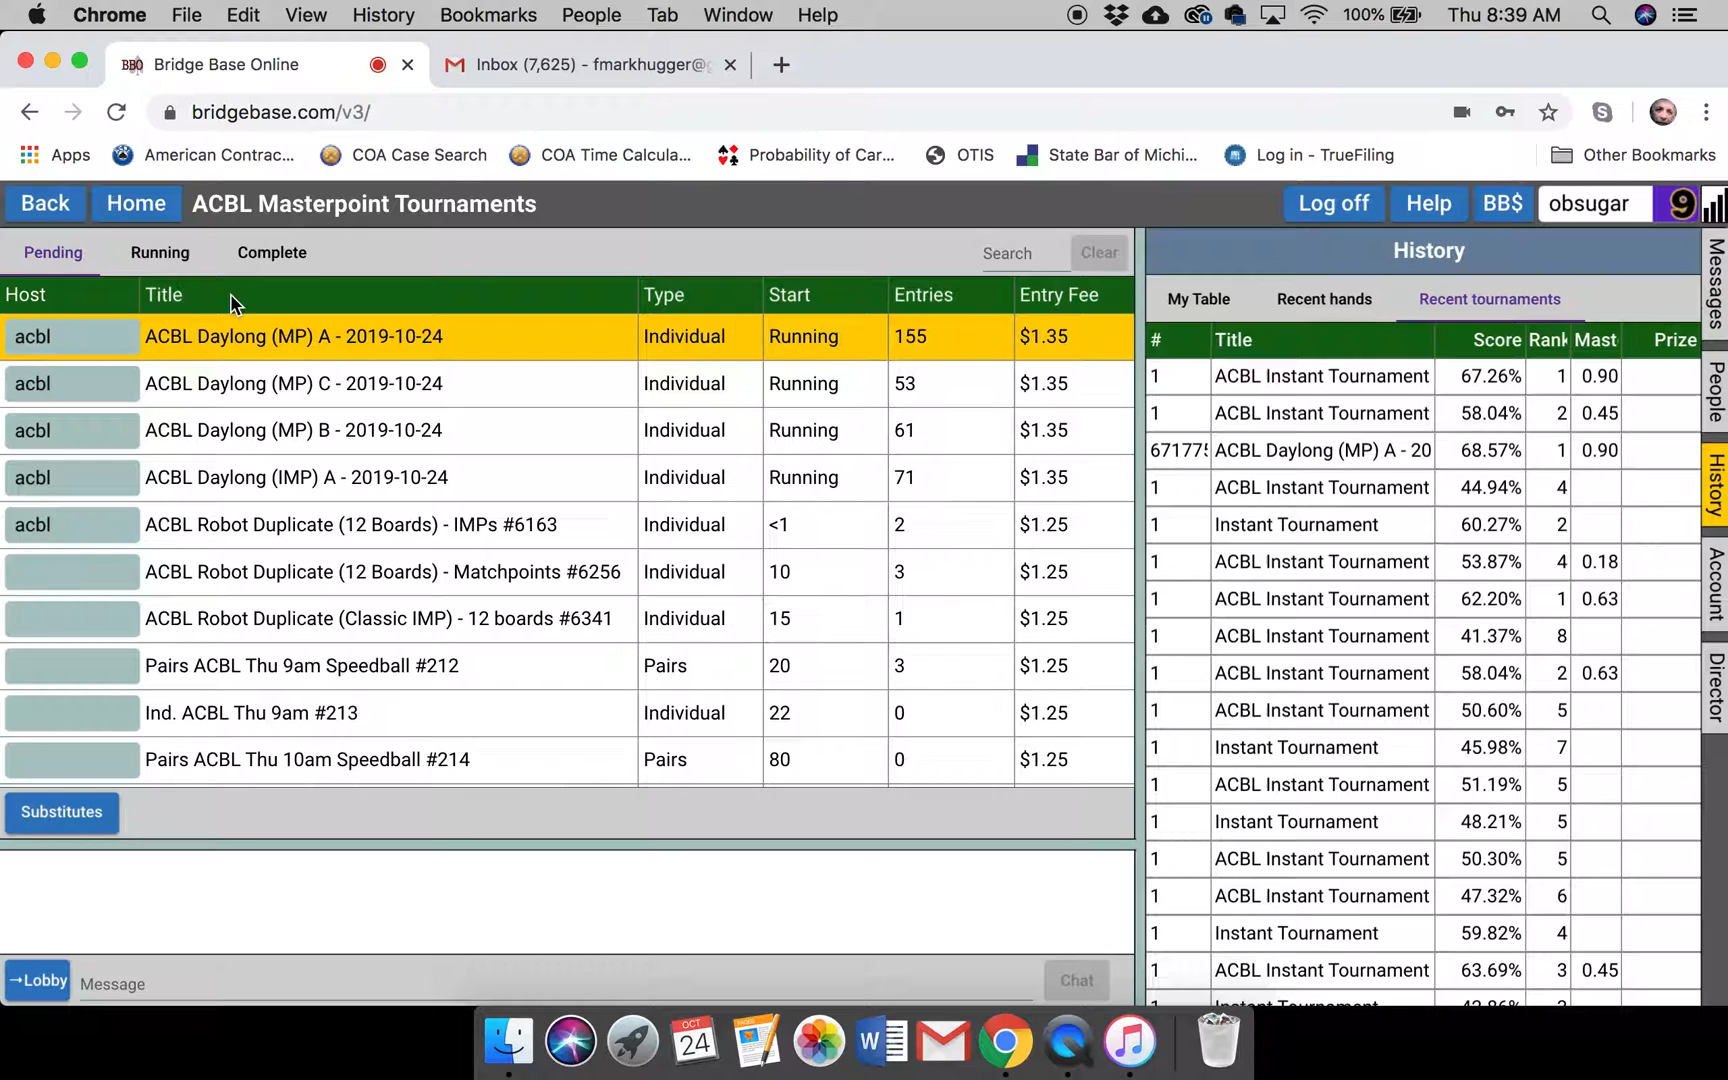 Chrome File Edit View History Bookmarks People Tab Window Help 100% Thu 8:39 AM
BBO Bridge Base Online Inbox (7,625) - fmarkhugger@
bridgebase.com/v3/
Apps American Contrac... COA Case Search COA Time Calcula... Probability of Car... OTIS State Bar of Michi... Log in - TrueFiling Other Bookmarks
Back Home ACBL Masterpoint Tournaments Log off Help BB$ obsugar 9
Pending Running Complete Search Clear
Host Title Type Start Entries Entry Fee
acbl ACBL Daylong (MP) A - 2019-10-24 Individual Running 155 $1.35
acbl ACBL Daylong (MP) C - 2019-10-24 Individual Running 53 $1.35
acbl ACBL Daylong (MP) B - 2019-10-24 Individual Running 61 $1.35
acbl ACBL Daylong (IMP) A - 2019-10-24 Individual Running 71 $1.35
acbl ACBL Robot Duplicate (12 Boards) - IMPs #6163 Individual <1 2 $1.25
ACBL Robot Duplicate (12 Boards) - Matchpoints #6256 Individual 10 3 $1.25
ACBL Robot Duplicate (Classic IMP) - 12 boards #6341 Individual 15 1 $1.25
Pairs ACBL Thu 9am Speedball #212 Pairs 20 3 $1.25
Ind. ACBL Thu 9am #213 Individual 22 0 $1.25
Pairs ACBL Thu 10am Speedball #214 Pairs 80 0 $1.25
Substitutes
→Lobby Message Chat
History
My Table Recent hands Recent tournaments
# Title Score Rank Mast Prize
1 ACBL Instant Tournament 67.26% 1 0.90
1 ACBL Instant Tournament 58.04% 2 0.45
67177 ACBL Daylong (MP) A - 20 68.57% 1 0.90
1 ACBL Instant Tournament 44.94% 4
1 Instant Tournament 60.27% 2
1 ACBL Instant Tournament 53.87% 4 0.18
1 ACBL Instant Tournament 62.20% 1 0.63
1 ACBL Instant Tournament 41.37% 8
1 ACBL Instant Tournament 58.04% 2 0.63
1 ACBL Instant Tournament 50.60% 5
1 Instant Tournament 45.98% 7
1 ACBL Instant Tournament 51.19% 5
1 Instant Tournament 48.21% 5
1 ACBL Instant Tournament 50.30% 5
1 ACBL Instant Tournament 47.32% 6
1 Instant Tournament 59.82% 4
1 ACBL Instant Tournament 63.69% 3 0.45
Messages
People
History
Account
Director
OCT
24
PAGES
W